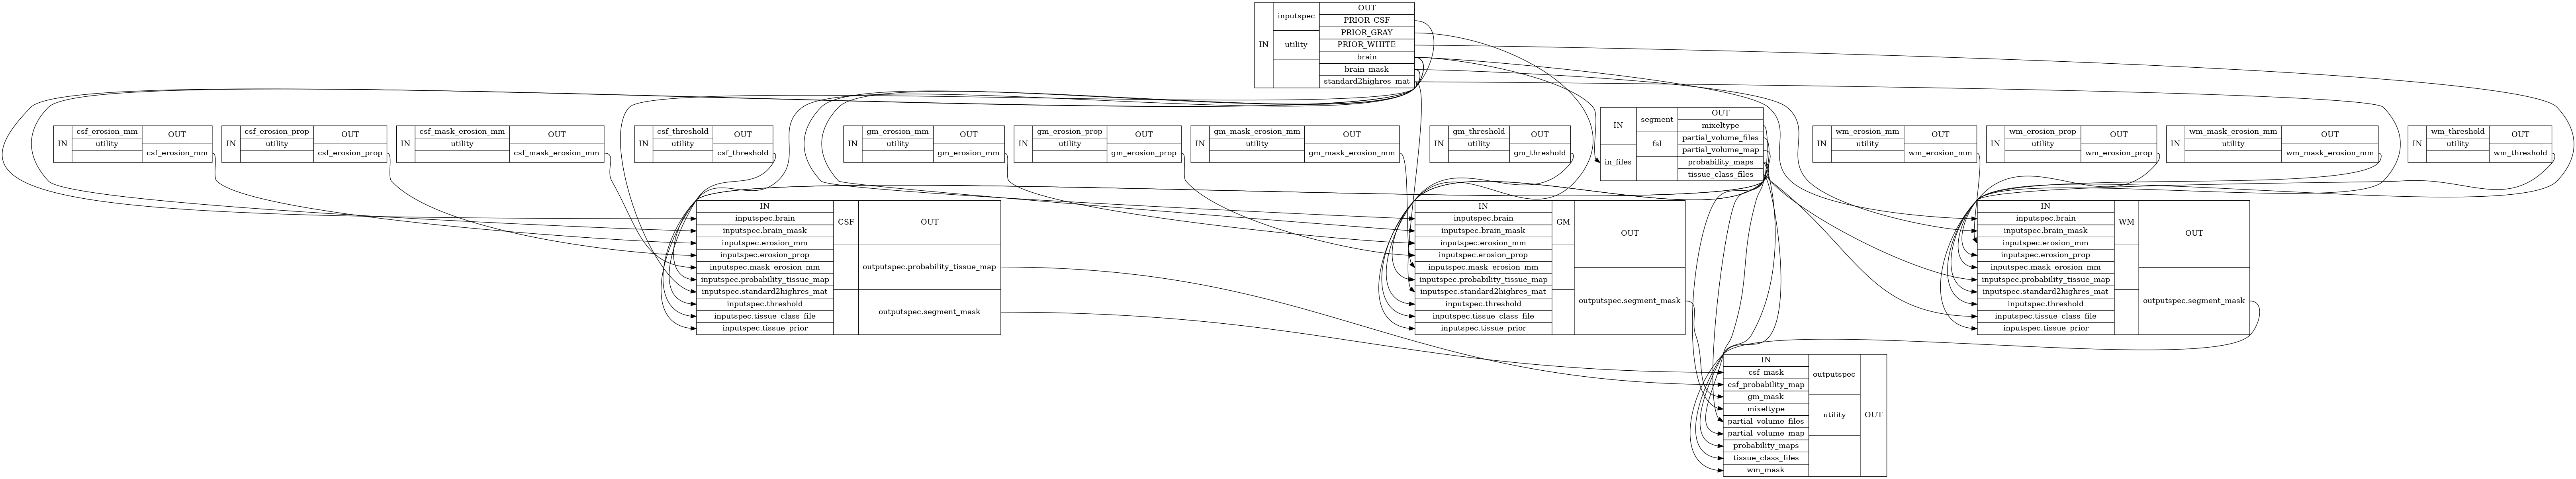 IN
inputspec
utility
OUT
PRIOR_CSF
PRIOR_GRAY
PRIOR_WHITE
brain
brain_mask
standard2highres_mat
IN
segment
OUT
mixeltype
partial_volume_files
in_files
fsl
partial_volume_map
probability_maps
tissue_class_files
IN
csf_erosion_mm
utility
OUT
csf_erosion_mm
IN
csf_erosion_prop
utility
OUT
csf_erosion_prop
IN
csf_mask_erosion_mm
utility
OUT
csf_mask_erosion_mm
IN
csf_threshold
utility
OUT
csf_threshold
IN
gm_erosion_mm
utility
OUT
gm_erosion_mm
IN
gm_erosion_prop
utility
OUT
gm_erosion_prop
IN
gm_mask_erosion_mm
utility
OUT
gm_mask_erosion_mm
IN
gm_threshold
utility
OUT
gm_threshold
IN
wm_erosion_mm
utility
OUT
wm_erosion_mm
IN
wm_erosion_prop
utility
OUT
wm_erosion_prop
IN
wm_mask_erosion_mm
utility
OUT
wm_mask_erosion_mm
IN
wm_threshold
utility
OUT
wm_threshold
IN
inputspec.brain
inputspec.brain_mask
inputspec.erosion_mm
inputspec.erosion_prop
inputspec.mask_erosion_mm
inputspec.probability_tissue_map
inputspec.standard2highres_mat
inputspec.threshold
inputspec.tissue_class_file
inputspec.tissue_prior
CSF
OUT
outputspec.probability_tissue_map
outputspec.segment_mask
IN
inputspec.brain
inputspec.brain_mask
inputspec.erosion_mm
inputspec.erosion_prop
inputspec.mask_erosion_mm
inputspec.probability_tissue_map
inputspec.standard2highres_mat
inputspec.threshold
inputspec.tissue_class_file
inputspec.tissue_prior
GM
OUT
outputspec.segment_mask
IN
inputspec.brain
inputspec.brain_mask
inputspec.erosion_mm
inputspec.erosion_prop
inputspec.mask_erosion_mm
inputspec.probability_tissue_map
inputspec.standard2highres_mat
inputspec.threshold
inputspec.tissue_class_file
inputspec.tissue_prior
WM
OUT
outputspec.segment_mask
IN
csf_mask
csf_probability_map
gm_mask
mixeltype
partial_volume_files
partial_volume_map
probability_maps
tissue_class_files
wm_mask
outputspec
utility
OUT